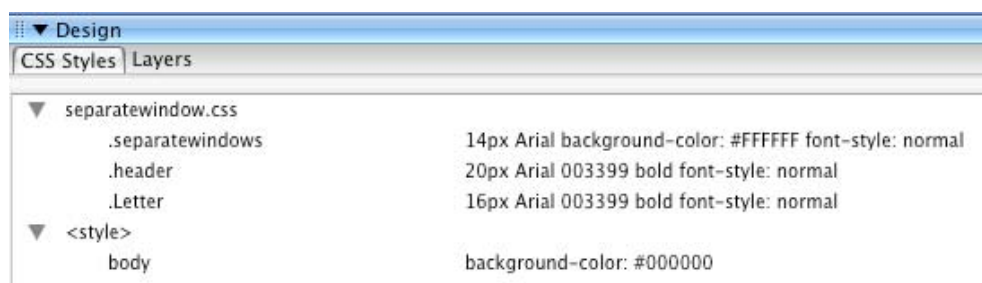 Design
CSS Styles Layers
separatewindow.css
.separatewindows 14px Arial background-color: #FFFFFF font-style: normal
.header 20px Arial 003399 bold font-style: normal
.Letter 16px Arial 003399 bold font-style: normal
<style>
body background-color: #000000